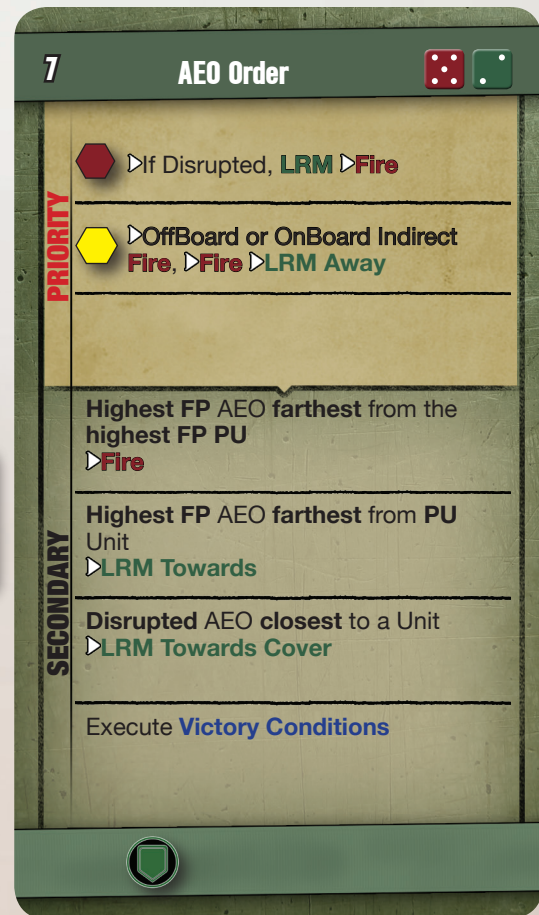 7 AEO Order
If Disrupted, LRM Fire
OffBoard or OnBoard Indirect
Fire, Fire LRM Away
PRIORITY
Highest FP AEO farthest from the
highest FP PU
Fire
Highest FP AEO farthest from PU
Unit
LRM Towards
Disrupted AEO closest to a Unit
LRM Towards Cover
SECONDARY
Execute Victory Conditions